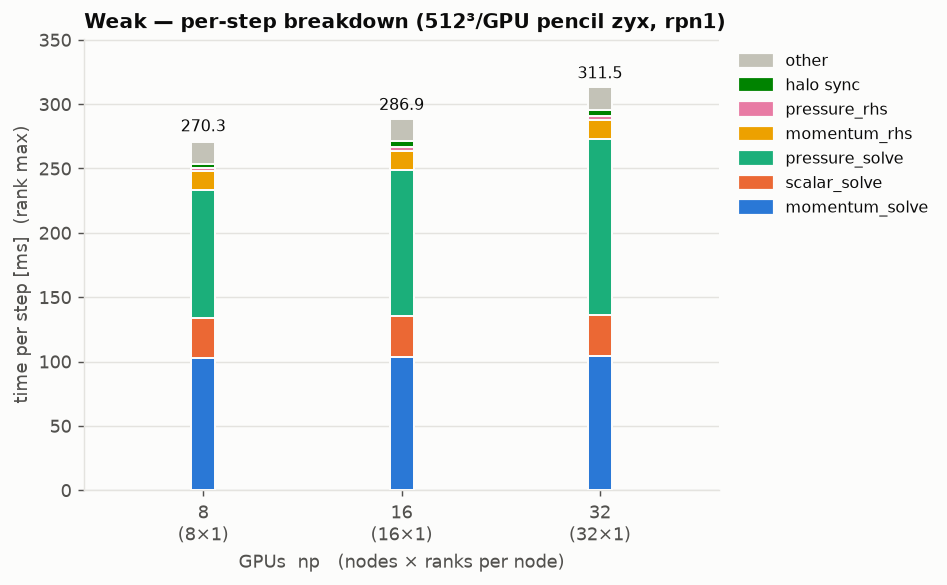 Weak — per-step breakdown (512³/GPU pencil zyx, rpn1)
time per step [ms]  (rank max)
350
300
250
200
150
100
50
0
270.3
286.9
311.5
8
(8×1)
16
(16×1)
32
(32×1)
GPUs  np   (nodes × ranks per node)
other
halo sync
pressure_rhs
momentum_rhs
pressure_solve
scalar_solve
momentum_solve